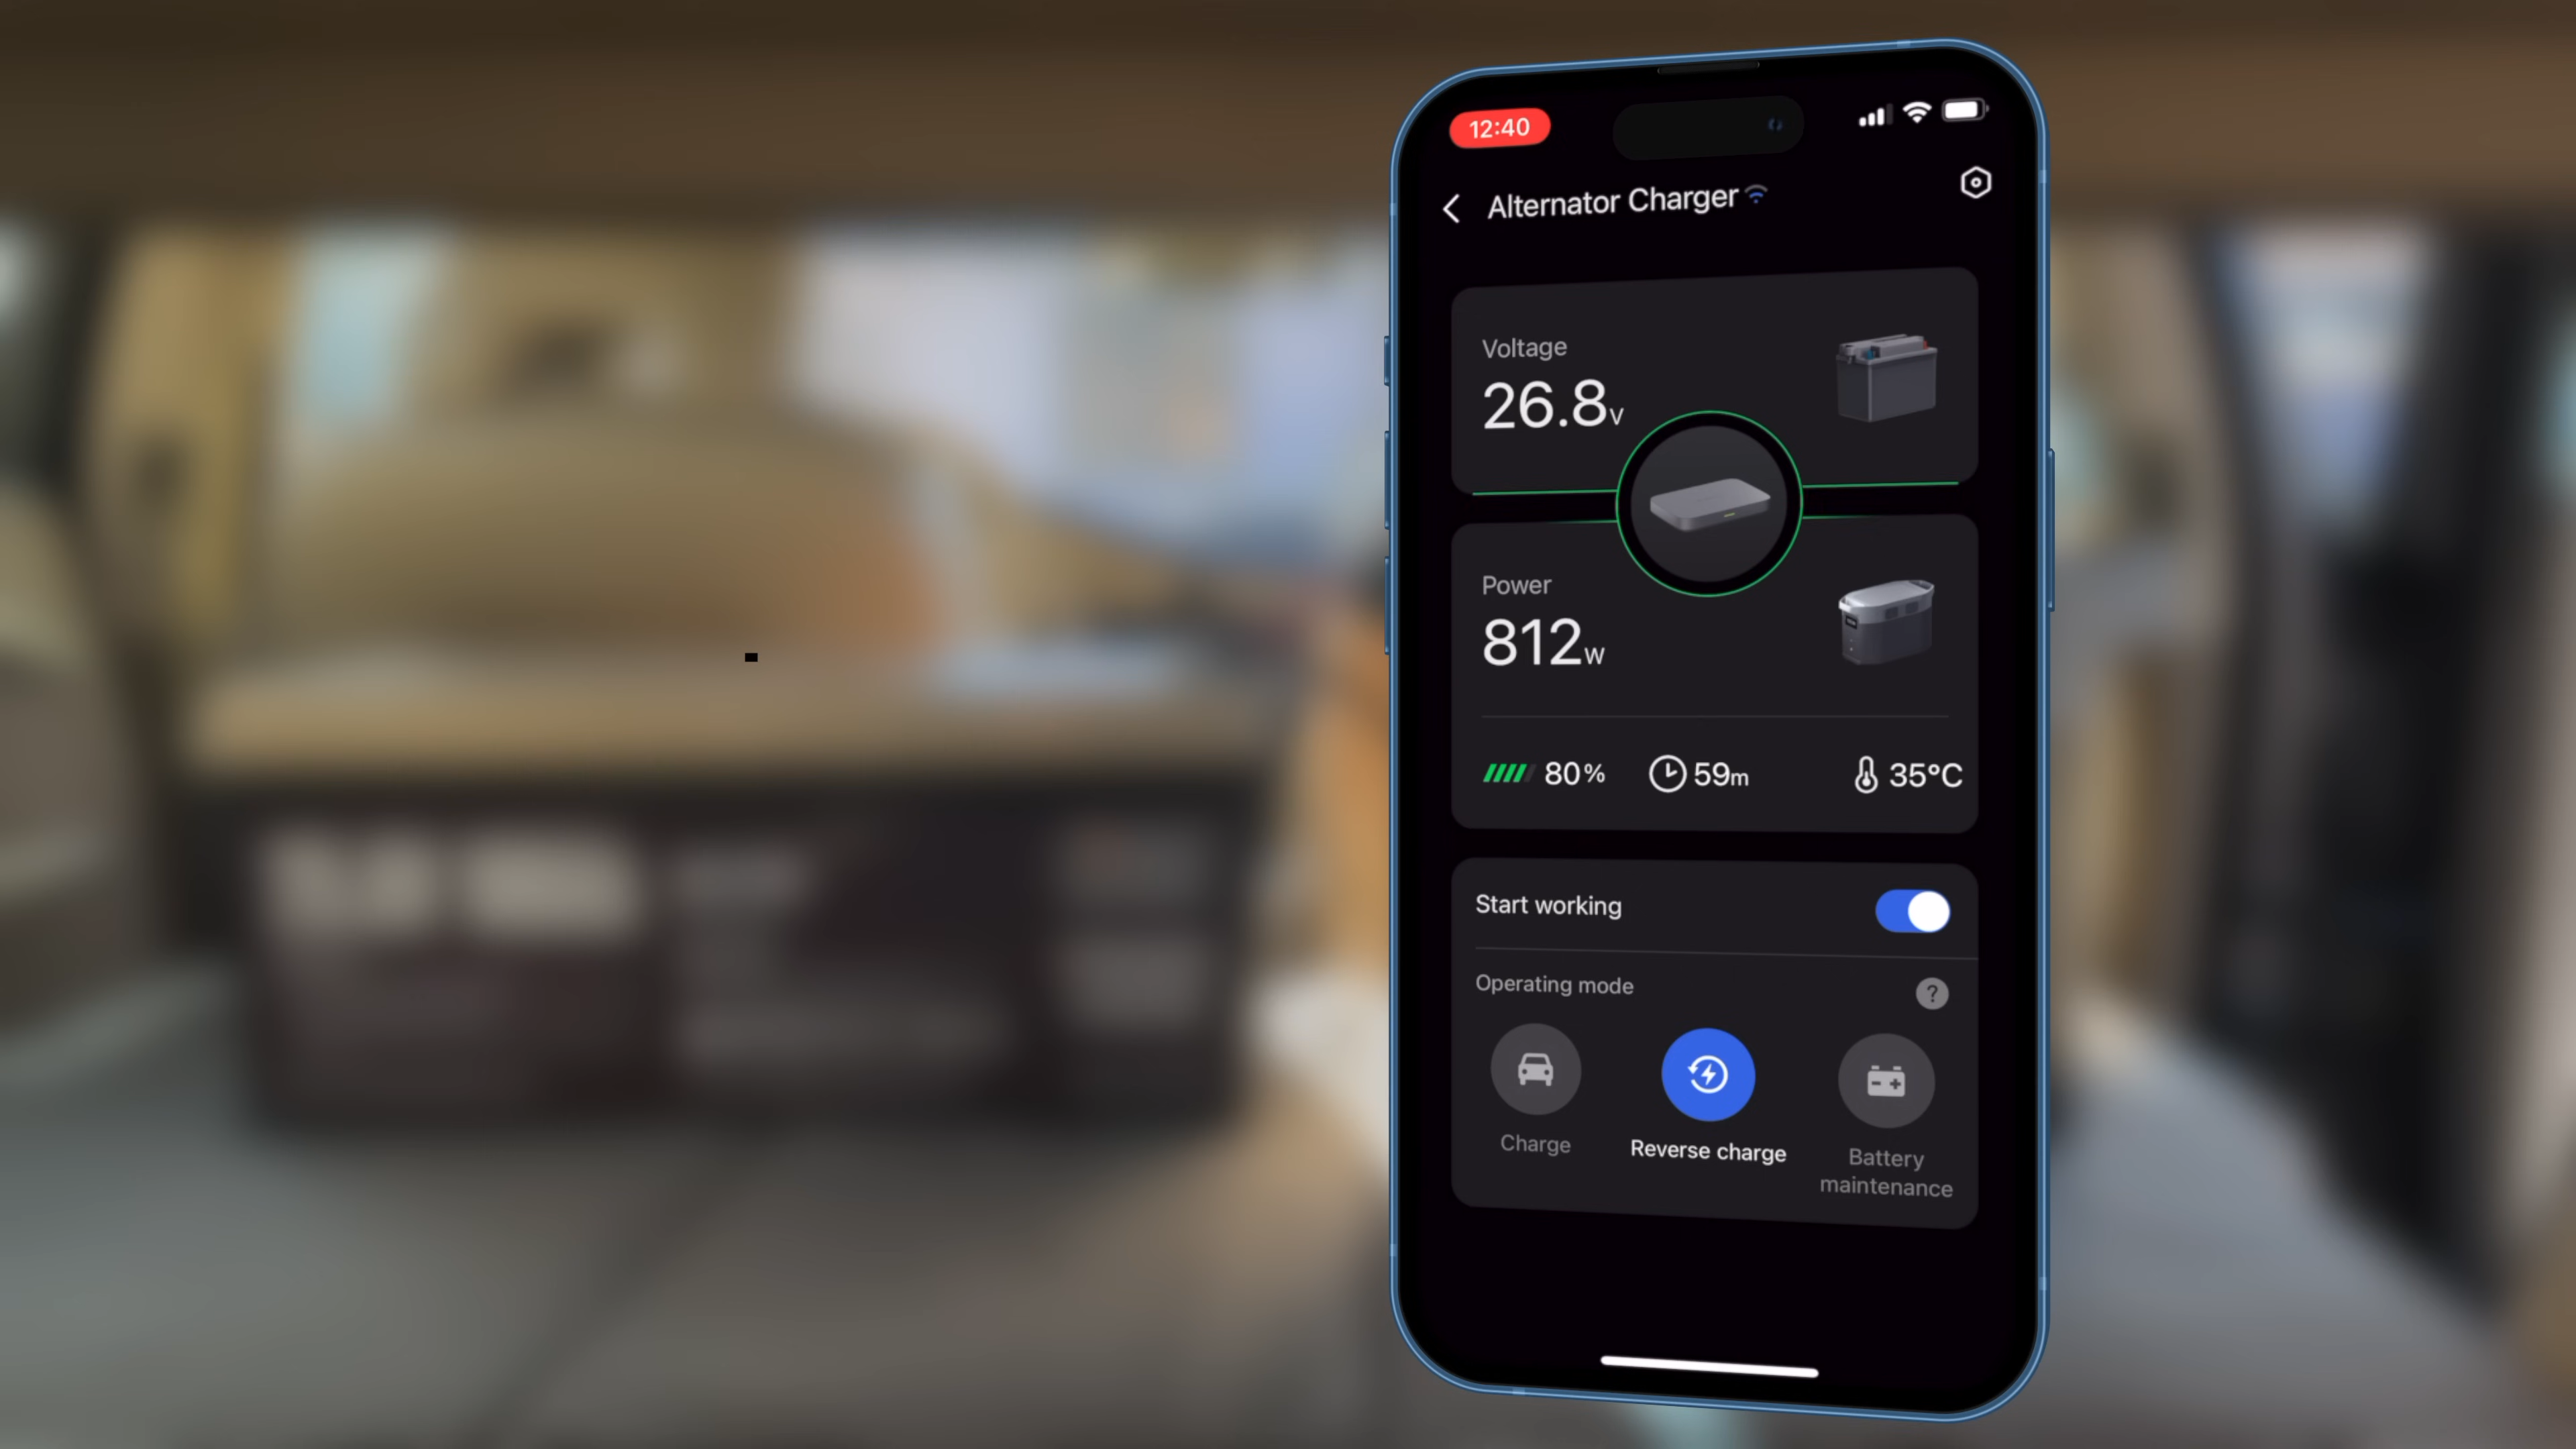 12:40
Alternator Charger
Voltage
26.8V
Power
812W
80%
59m
35°C
Start working
Operating mode
?
Charge
Reverse charge
Battery
maintenance